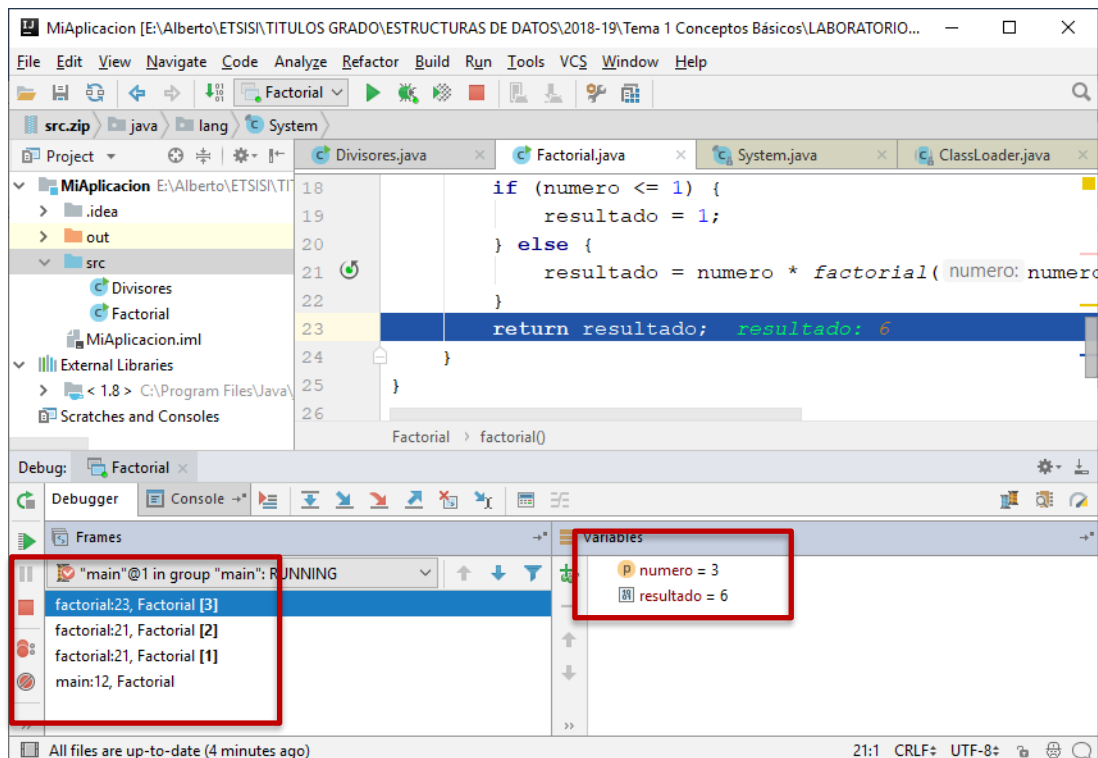 MiAplicacion [E:\Alberto\ETSISI\TITULOS GRADO\ESTRUCTURAS DE DATOS\2018-19\Tema 1 Conceptos Básicos\LABORATORIO...
File Edit View Navigate Code Analyze Refactor Build Run Tools VCS Window Help
Factorial
src.zip java lang System
Project
Divisores.java Factorial.java System.java ClassLoader.java
MiAplicacion E:\Alberto\ETSISI\TI
.idea
out
src
Divisores
Factorial
MiAplicacion.iml
External Libraries
< 1.8 > C:\Program Files\Java\
Scratches and Consoles
18 if (numero <= 1) {
19 resultado = 1;
20 } else {
21 resultado = numero * factorial( numero: numero
22 }
23 return resultado; resultado: 6
24 }
25 }
26
Factorial > factorial()
Debug: Factorial
Debugger Console
Frames
Variables
"main"@1 in group "main": RUNNING
factorial:23, Factorial [3]
factorial:21, Factorial [2]
factorial:21, Factorial [1]
main:12, Factorial
numero = 3
resultado = 6
All files are up-to-date (4 minutes ago)
21:1 CRLF UTF-8